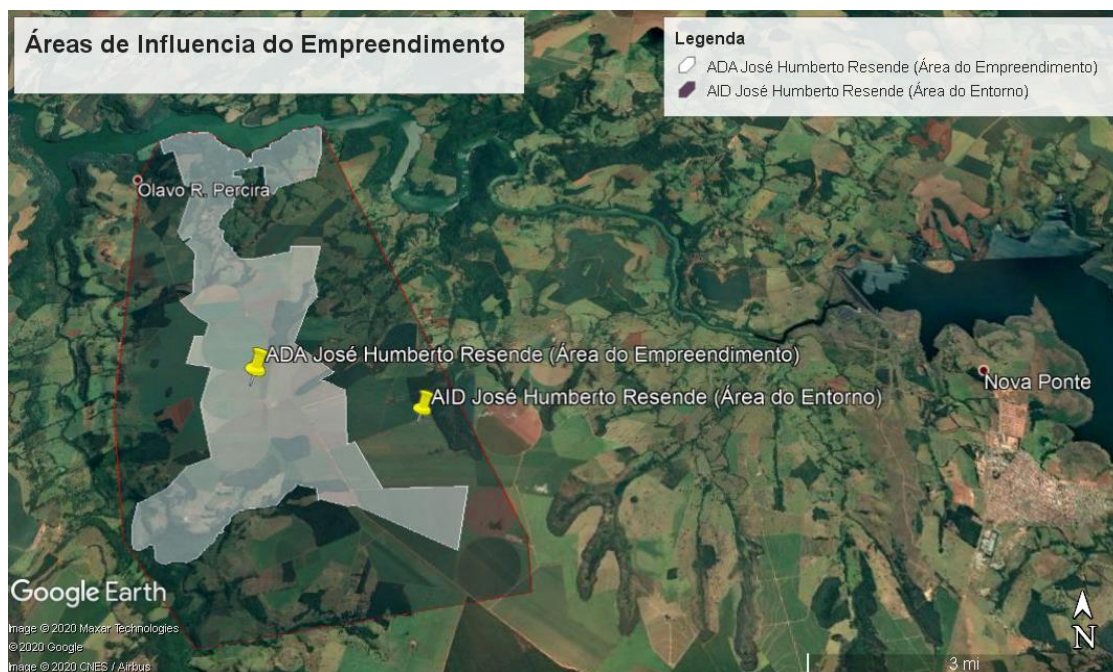 Áreas de Influencia do Empreendimento
Legenda
ADA José Humberto Resende (Área do Empreendimento)
AID José Humberto Resende (Área do Entorno)
Olavo R. Percira
ADA José Humberto Resende (Área do Empreendimento)
AID José Humberto Resende (Área do Entorno)
Nova Ponte
Google Earth
Image © 2020 Maxar Technologies
© 2020 Google
Image © 2020 CNES / Airbus
N
3 mi